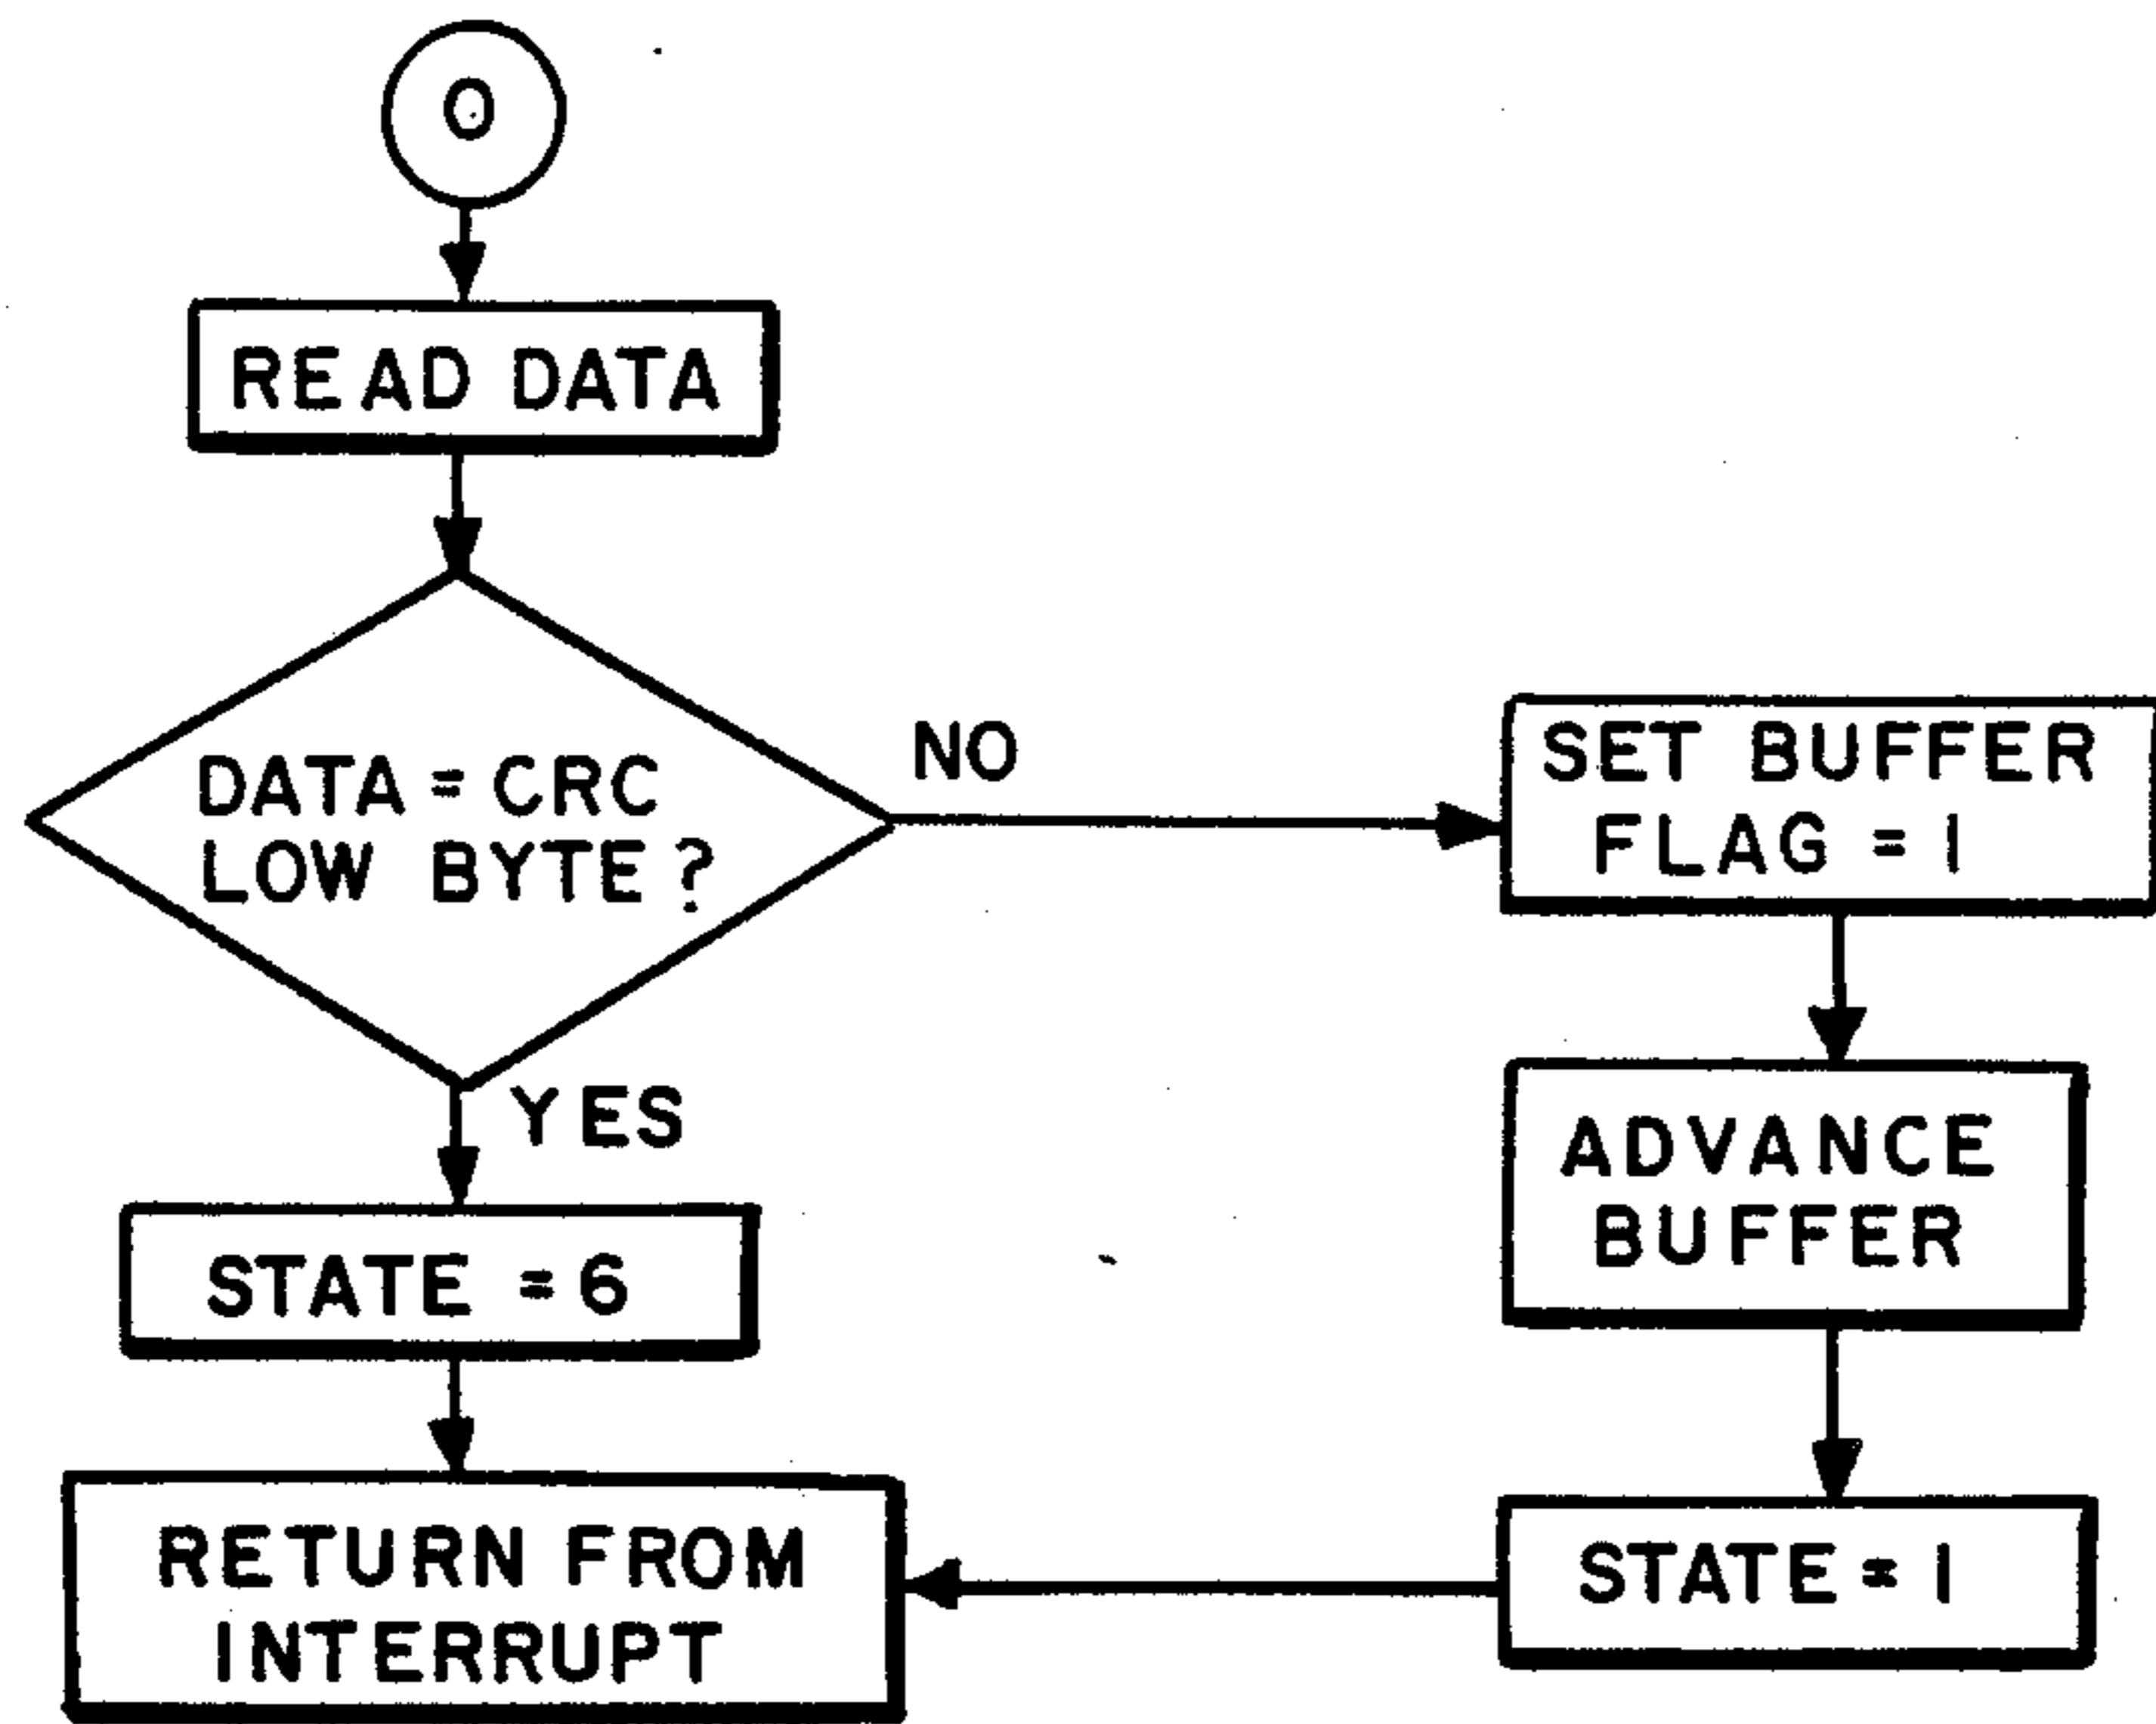 O
READ DATA
DATA = CRC
LOW BYTE ?
NO
YES
STATE = 6
RETURN FROM
INTERRUPT
SET BUFFER
FLAG = 1
ADVANCE
BUFFER
STATE = 1